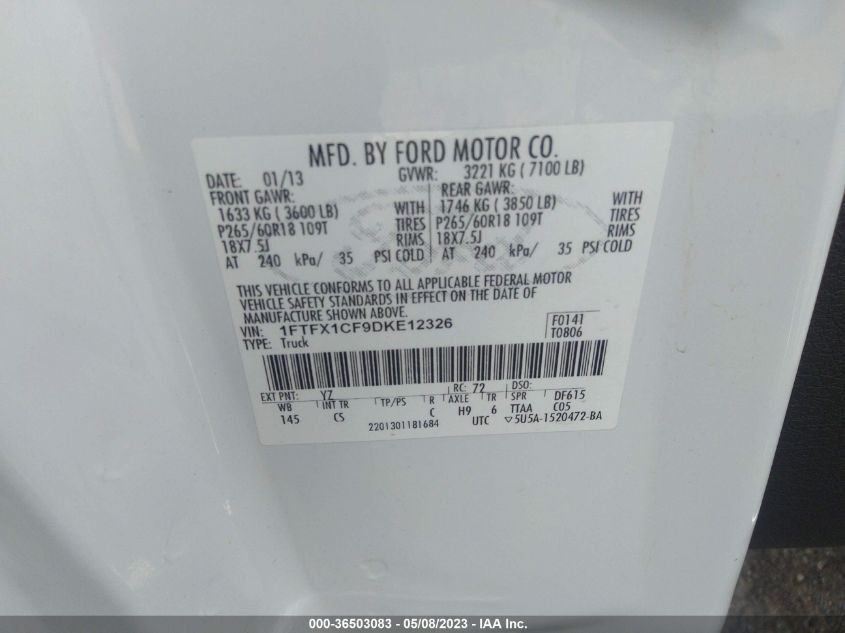 MFD. BY FORD MOTOR CO.
DATE: 01/13 GVWR: 3221 KG ( 7100 LB)
FRONT GAWR: REAR GAWR:
1633 KG ( 3600 LB) WITH 1746 KG ( 3850 LB) WITH
P265/60R18 109T TIRES P265/60R18 109T TIRES
18X7.5J RIMS 18X7.5J RIMS
AT 240 kPa/ 35 PSI COLD AT 240 kPa/ 35 PSI COLD
THIS VEHICLE CONFORMS TO ALL APPLICABLE FEDERAL MOTOR
VEHICLE SAFETY STANDARDS IN EFFECT ON THE DATE OF
MANUFACTURE SHOWN ABOVE.
VIN: 1FTFX1CF9DKE12326 F0141
TYPE: Truck T0806
EXT PNT: YZ RC: 72 DSO: DF615
WB INT TR TP/PS R AXLE TR SPR C05
145 CS C H9 6 TTAA
2201301181684 UTC ▽5U5A-1520472-BA
000-36503083 - 05/08/2023 - IAA Inc.